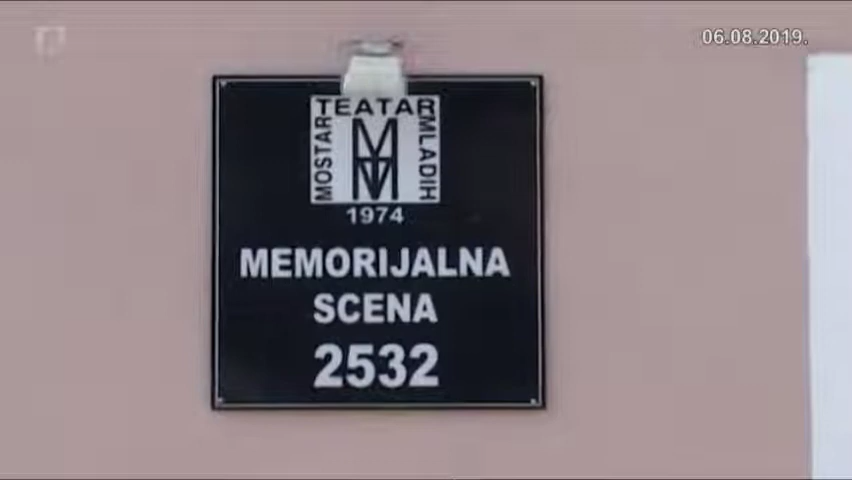 06.08.2019.
TEATAR
MOSTAR
MLADIH
1974
MEMORIJALNA
SCENA
2532